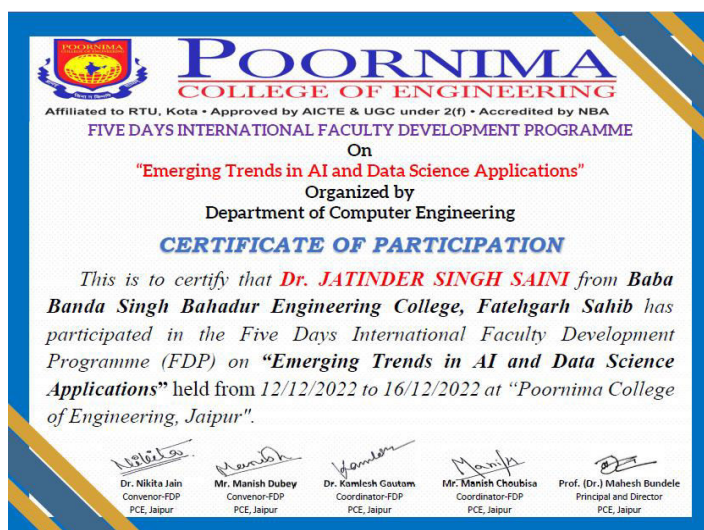 POORNIMA
POORNIMA
COLLEGE OF ENGINEERING
Affiliated to RTU, Kota • Approved by AICTE & UGC under 2(f) • Accredited by NBA
FIVE DAYS INTERNATIONAL FACULTY DEVELOPMENT PROGRAMME
On
“Emerging Trends in AI and Data Science Applications”
Organized by
Department of Computer Engineering
CERTIFICATE OF PARTICIPATION
This is to certify that Dr. JATINDER SINGH SAINI from Baba
Banda Singh Bahadur Engineering College, Fatehgarh Sahib has
participated in the Five Days International Faculty Development
Programme (FDP) on “Emerging Trends in AI and Data Science
Applications” held from 12/12/2022 to 16/12/2022 at “Poornima College
of Engineering, Jaipur".
Nikita Manish Kamlesh Manish
Dr. Nikita Jain Mr. Manish Dubey Dr. Kamlesh Gautam Mr. Manish Choubisa Prof. (Dr.) Mahesh Bundele
Convenor-FDP Convenor-FDP Coordinator-FDP Coordinator-FDP Principal and Director
PCE, Jaipur PCE, Jaipur PCE, Jaipur PCE, Jaipur PCE, Jaipur